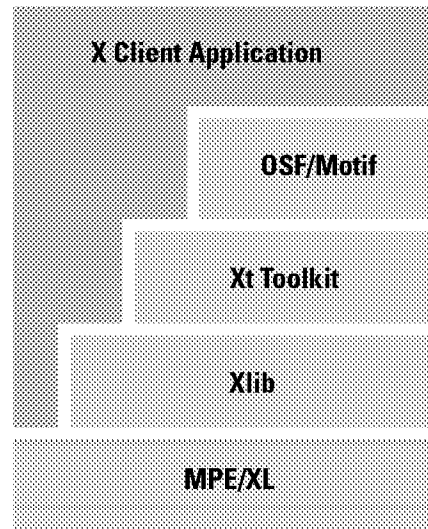 X Client Application
OSF/Motif
Xt Toolkit
Xlib
MPE/XL